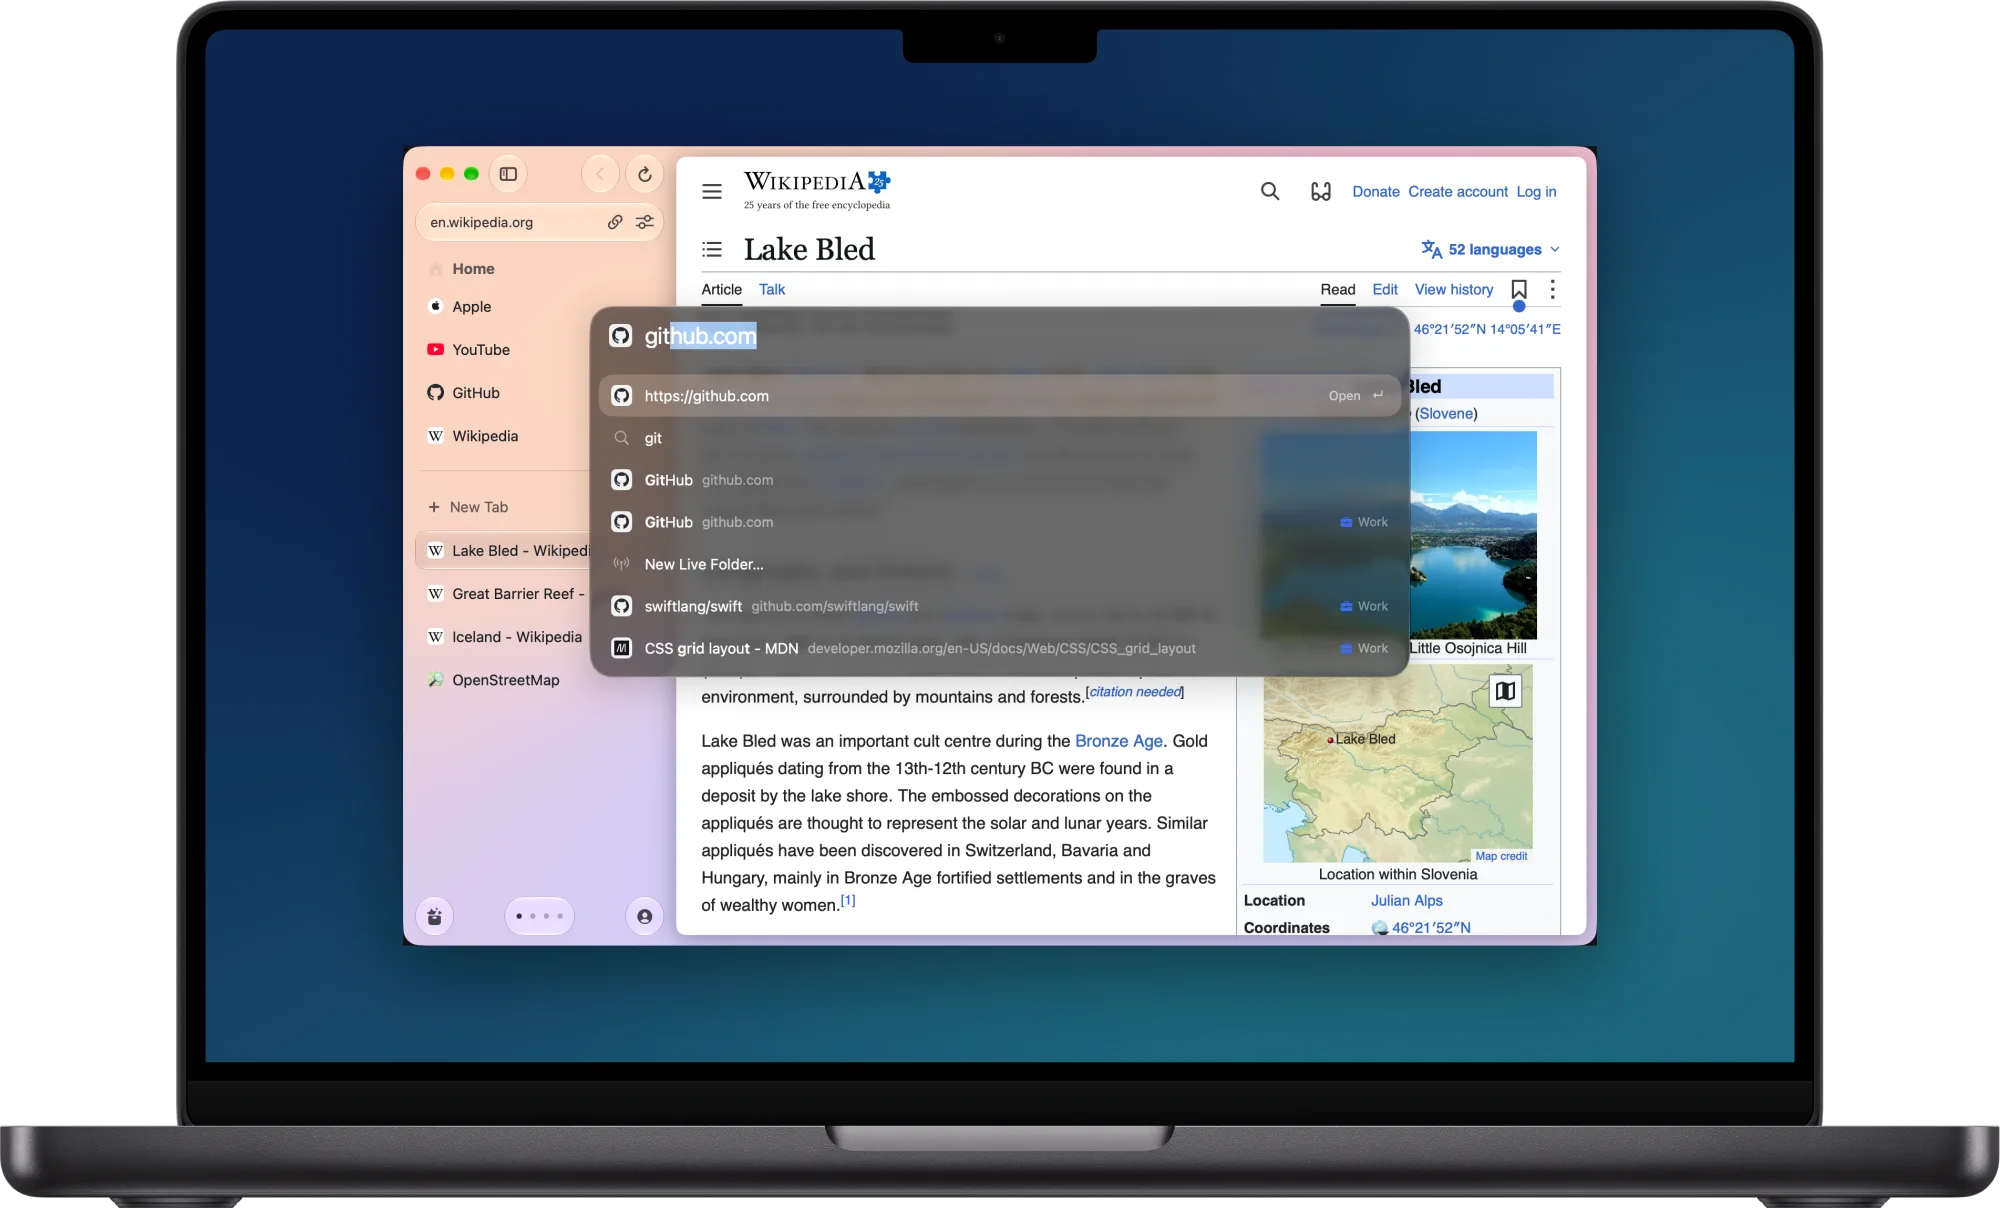 en.wikipedia.org
Home
Apple
YouTube
GitHub
Wikipedia
New Tab
Lake Bled - Wikipedi
Great Barrier Reef -
Iceland - Wikipedia
OpenStreetMap
WIKIPEDIA 25
25 years of the free encyclopedia
Donate Create account Log in
Lake Bled
52 languages
Article Talk
Read Edit View history
46°21′52″N 14°05′41″E
github.com
https://github.com Open
git
GitHub github.com
GitHub github.com Work
New Live Folder...
swiftlang/swift github.com/swiftlang/swift Work
CSS grid layout - MDN developer.mozilla.org/en-US/docs/Web/CSS/CSS_grid_layout Work
Bled
(Slovene)
Little Osojnica Hill
environment, surrounded by mountains and forests.[citation needed]
Lake Bled was an important cult centre during the Bronze Age. Gold
appliqués dating from the 13th-12th century BC were found in a
deposit by the lake shore. The embossed decorations on the
appliqués are thought to represent the solar and lunar years. Similar
appliqués have been discovered in Switzerland, Bavaria and
Hungary, mainly in Bronze Age fortified settlements and in the graves
of wealthy women.[1]
Lake Bled
Map credit
Location within Slovenia
Location Julian Alps
Coordinates 46°21′52″N